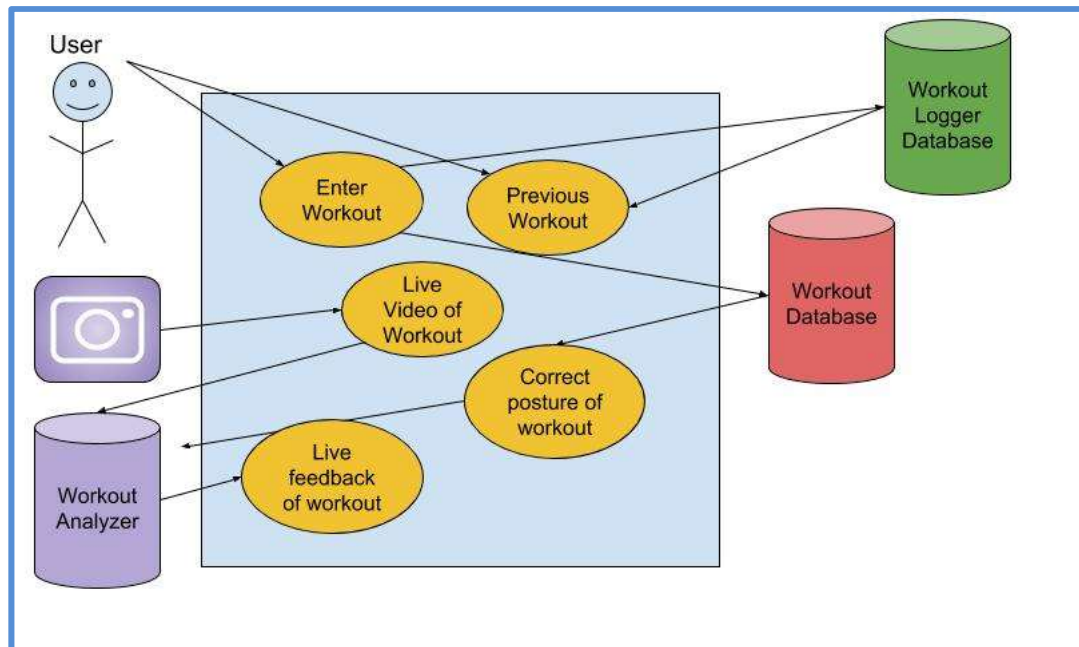 User
Workout
Logger
Database
Enter
Workout
Previous
Workout
Live
Video of
Workout
Workout
Database
Correct
posture of
workout
Live
feedback
of workout
Workout
Analyzer